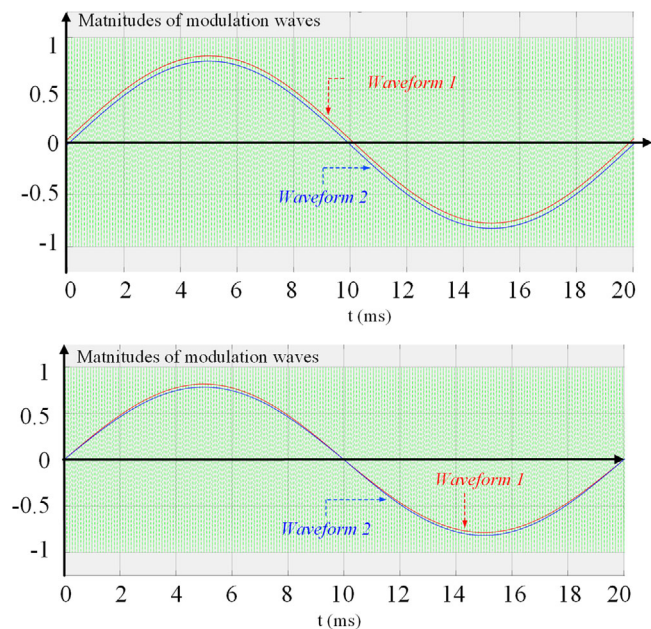 Matnitudes of modulation waves
1
0.5
0
-0.5
-1
Waveform 1
Waveform 2
0 2 4 6 8 10 12 14 16 18 20
t (ms)
Matnitudes of modulation waves
1
0.5
0
-0.5
-1
Waveform 1
Waveform 2
0 2 4 6 8 10 12 14 16 18 20
t (ms)